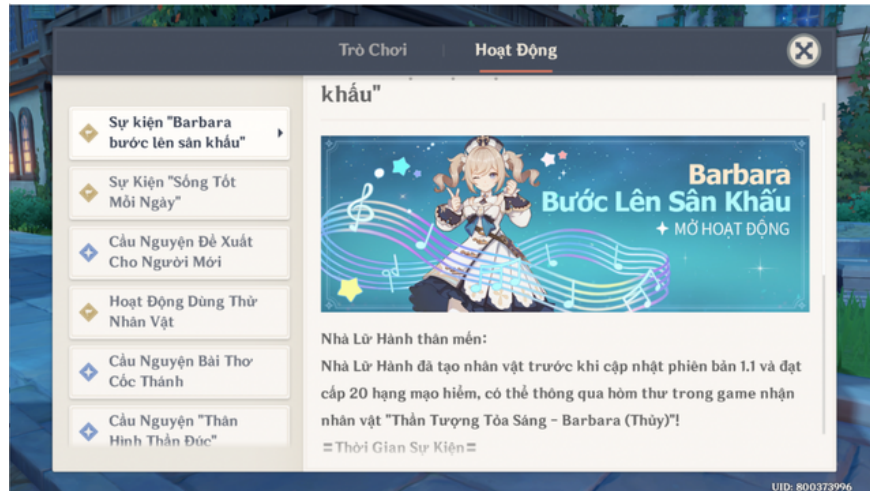 Trò Chơi
Hoạt Động
Sự kiện "Barbara
bước lên sân khấu"
Sự Kiện "Sống Tốt
Mỗi Ngày"
Cầu Nguyện Đề Xuất
Cho Người Mới
Hoạt Động Dùng Thử
Nhân Vật
Cầu Nguyện Bài Thơ
Cốc Thánh
Cầu Nguyện "Thân
Hình Thần Đúc"
khấu"
Barbara
Bước Lên Sân Khấu
MỞ HOẠT ĐỘNG
Nhà Lữ Hành thân mến:
Nhà Lữ Hành đã tạo nhân vật trước khi cập nhật phiên bản 1.1 và đạt
cấp 20 hạng mạo hiểm, có thể thông qua hòm thư trong game nhận
nhân vật "Thần Tượng Tỏa Sáng - Barbara (Thủy)"!
〓Thời Gian Sự Kiện〓
UID: 800373996